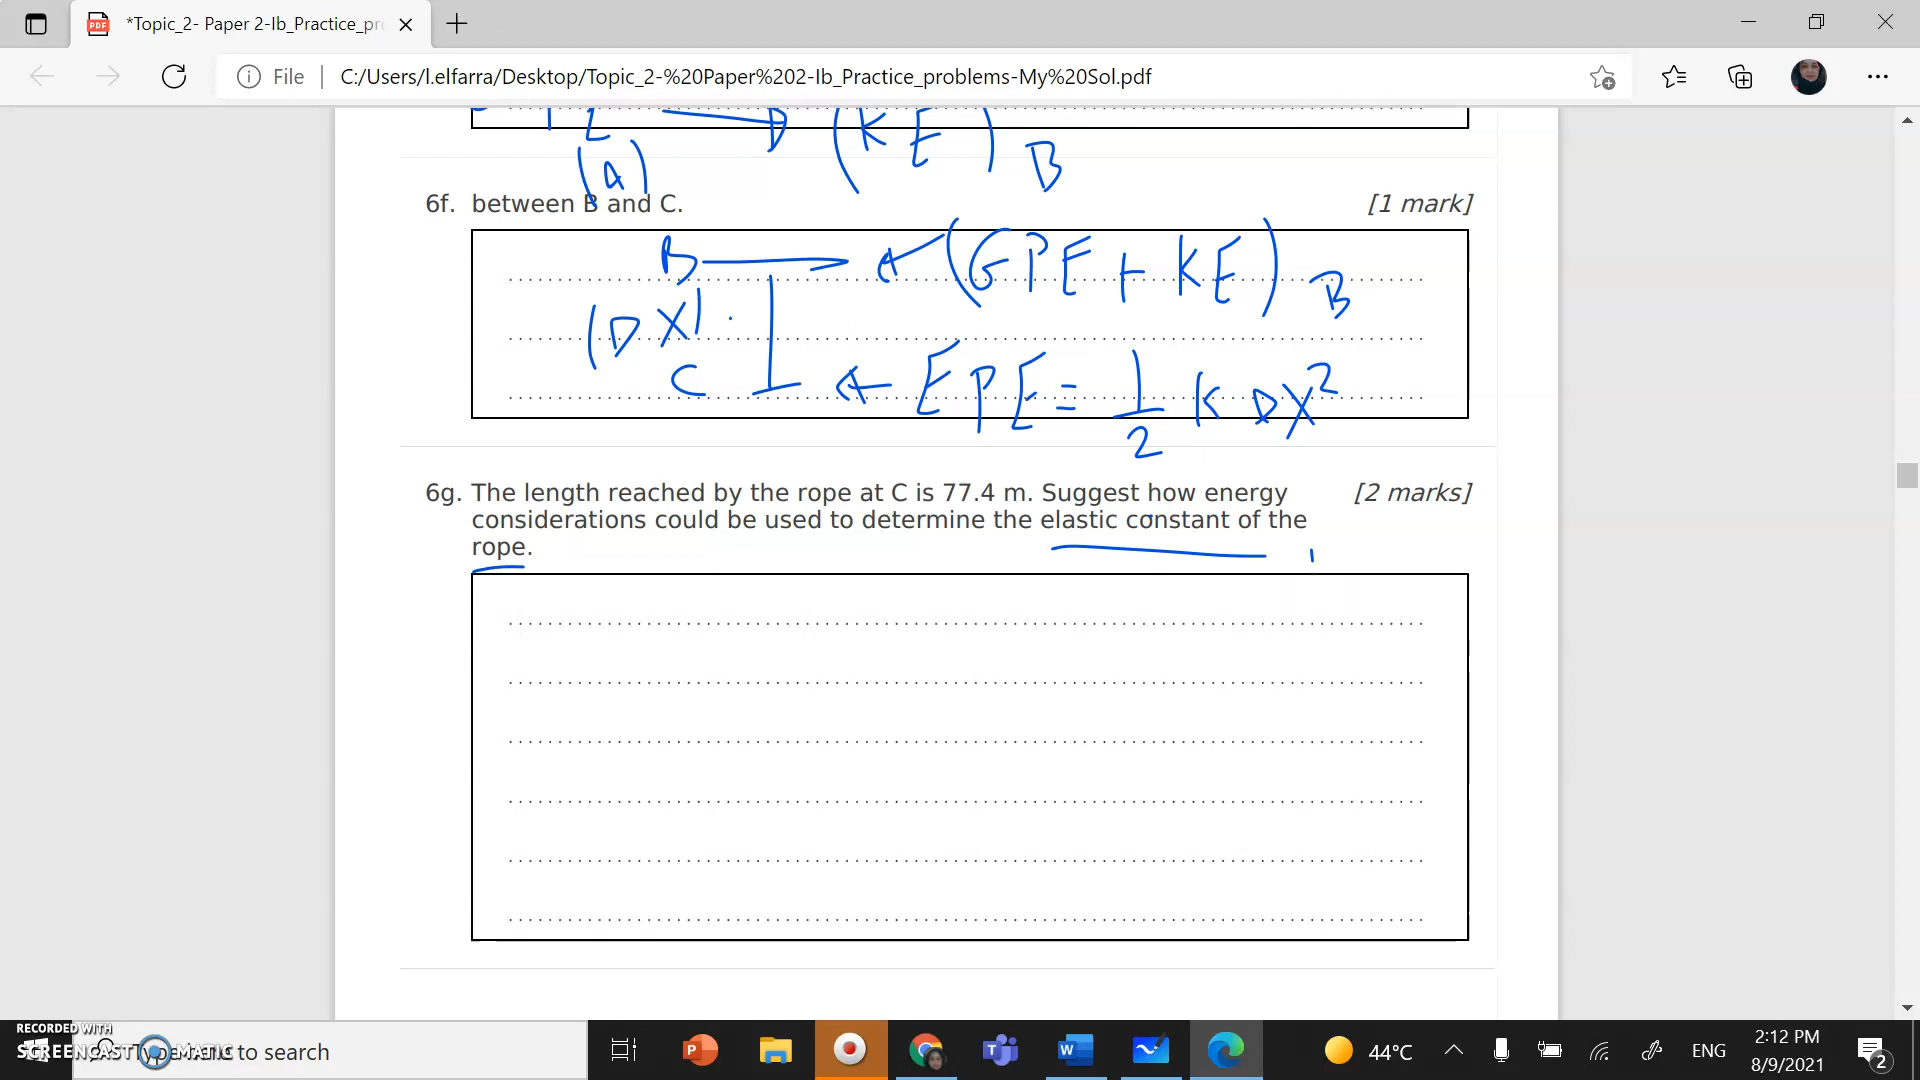 *Topic_2- Paper 2-Ib_Practice_pr
File
C:/Users/l.elfarra/Desktop/Topic_2-%20Paper%202-Ib_Practice_problems-My%20Sol.pdf
(KE)B
(a)
6f. between B and C. [1 mark]
B (GPE + KE)B
(DX)
C EPE = 1/2 K DX²
6g. The length reached by the rope at C is 77.4 m. Suggest how energy [2 marks]
considerations could be used to determine the elastic constant of the
rope.
RECORDED WITH
SCREENCAST MATIC
to search
44°C
ENG
2:12 PM
8/9/2021
2